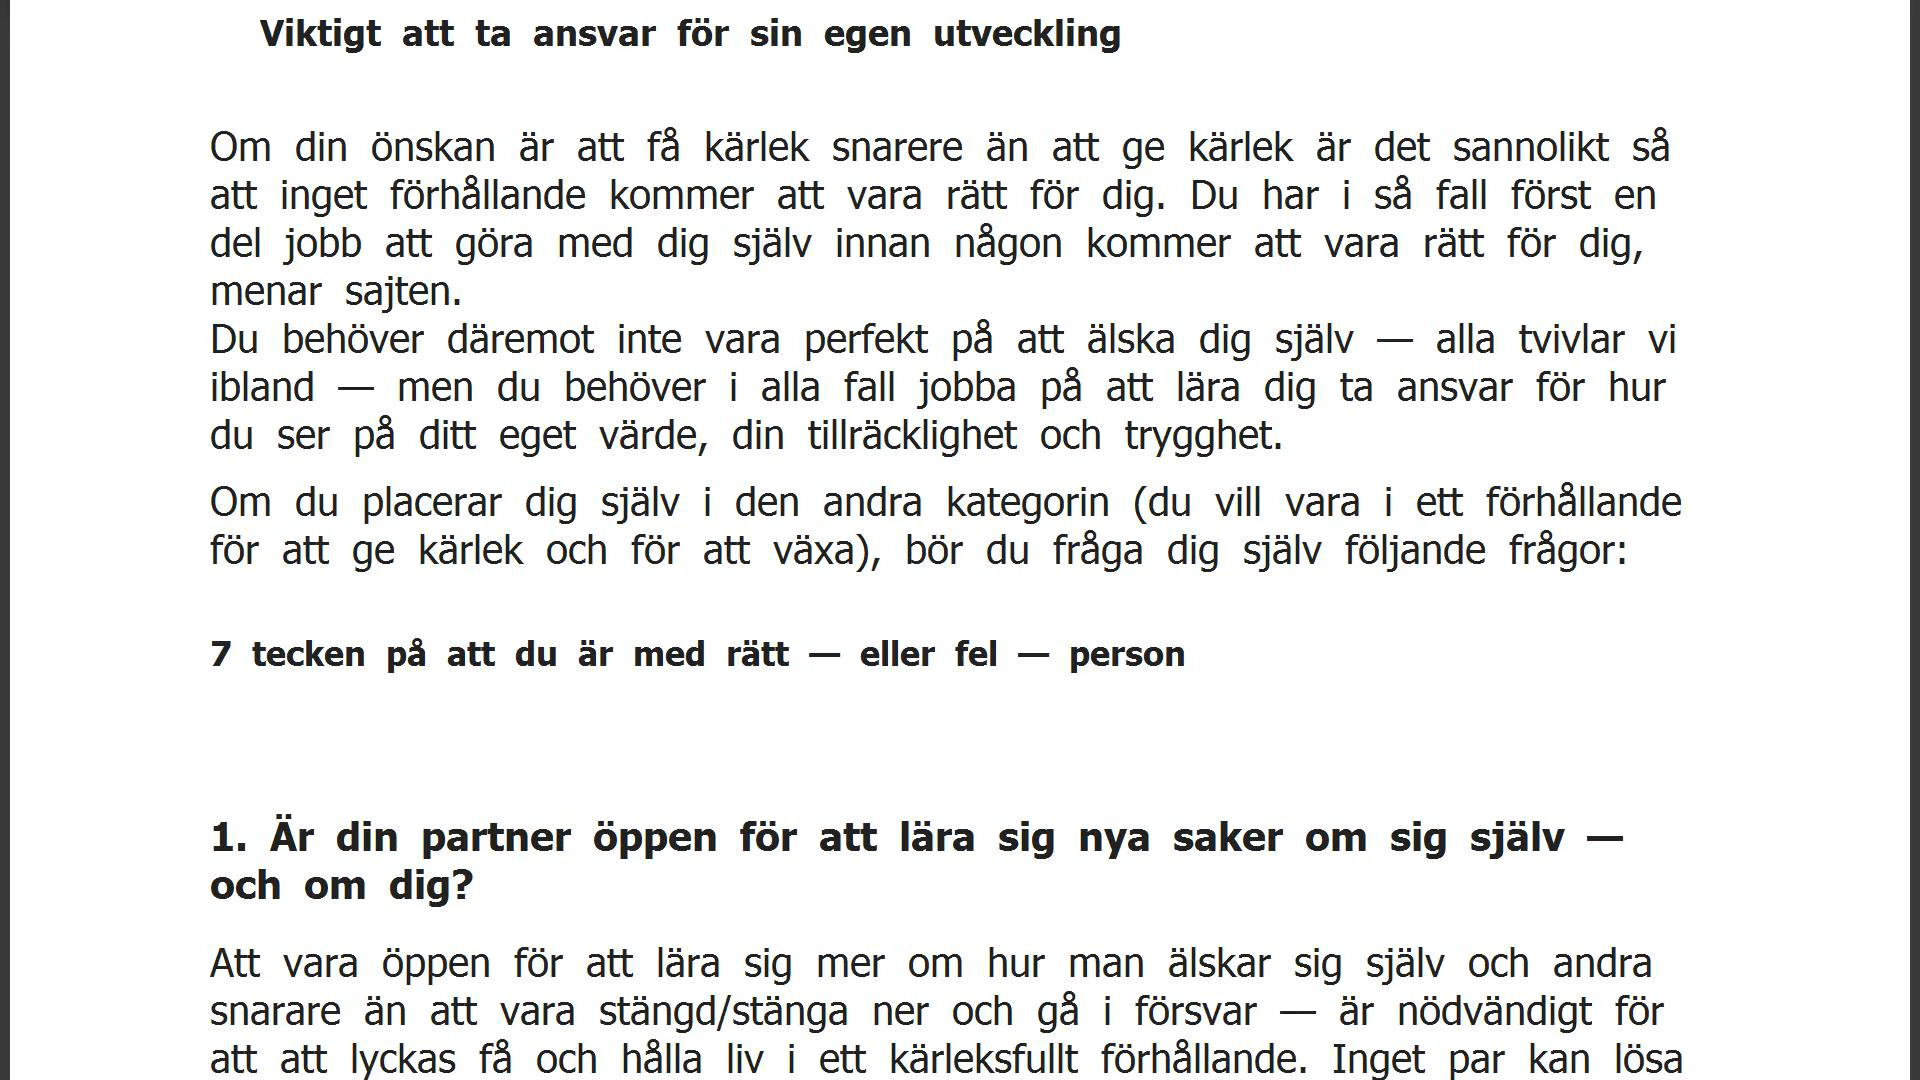 Viktigt att ta ansvar för sin egen utveckling
Om din önskan är att få kärlek snarere än att ge kärlek är det sannolikt så
att inget förhållande kommer att vara rätt för dig. Du har i så fall först en
del jobb att göra med dig själv innan någon kommer att vara rätt för dig,
menar sajten.
Du behöver däremot inte vara perfekt på att älska dig själv — alla tvivlar vi
ibland — men du behöver i alla fall jobba på att lära dig ta ansvar för hur
du ser på ditt eget värde, din tillräcklighet och trygghet.
Om du placerar dig själv i den andra kategorin (du vill vara i ett förhållande
för att ge kärlek och för att växa), bör du fråga dig själv följande frågor:
7 tecken på att du är med rätt — eller fel — person
1. Är din partner öppen för att lära sig nya saker om sig själv —
och om dig?
Att vara öppen för att lära sig mer om hur man älskar sig själv och andra
snarare än att vara stängd/stänga ner och gå i försvar — är nödvändigt för
att att lyckas få och hålla liv i ett kärleksfullt förhållande. Inget par kan lösa